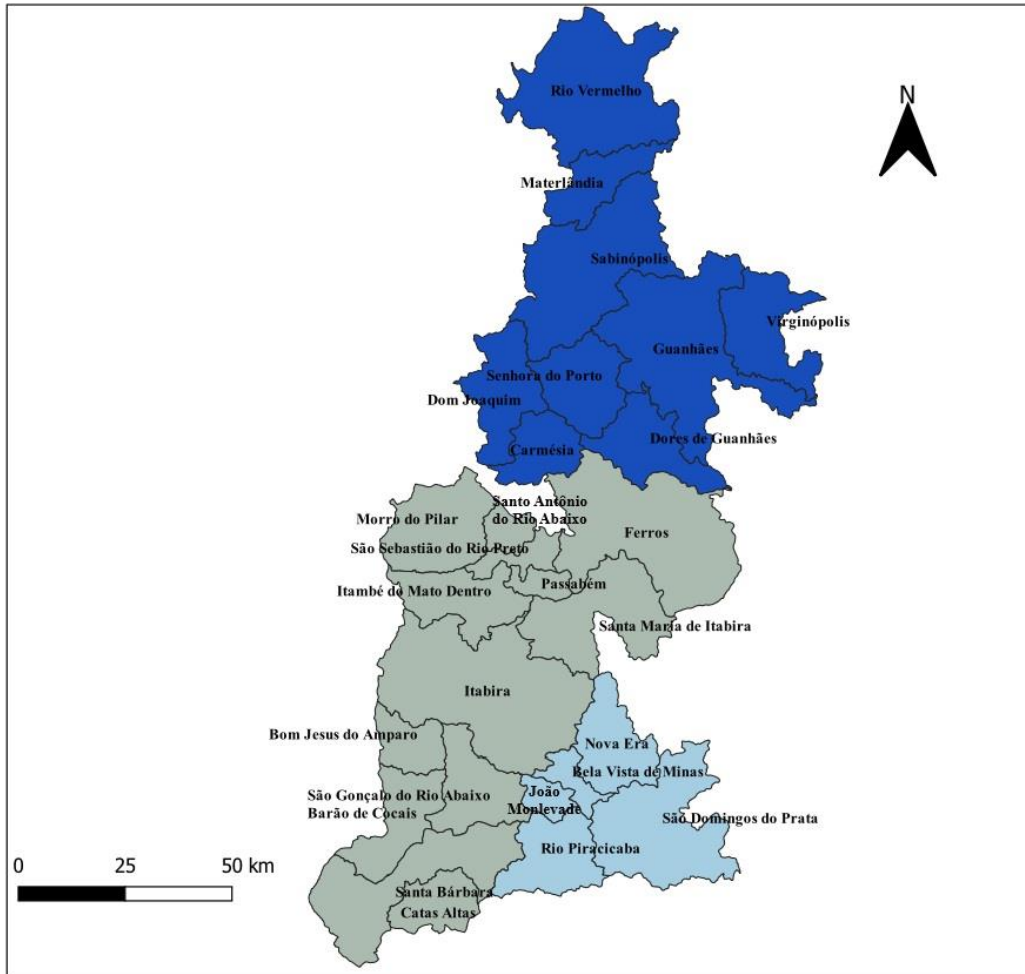 Rio Vermelho
N
Materlândia
Sabinópolis
Virginópolis
Guanhães
Senhora do Porto
Dom Joaquim
Dores de Guanhães
Carmésia
Santo Antônio
do Rio Abaixo
Morro do Pilar
Ferros
São Sebastião do Rio Preto
Passabém
Itambé do Mato Dentro
Santa Maria de Itabira
Itabira
Bom Jesus do Amparo
Nova Era
Bela Vista de Minas
São Gonçalo do Rio Abaixo
João
Monlevade
Barão de Cocais
São Domingos do Prata
Rio Piracicaba
0 25 50 km
Santa Bárbara
Catas Altas